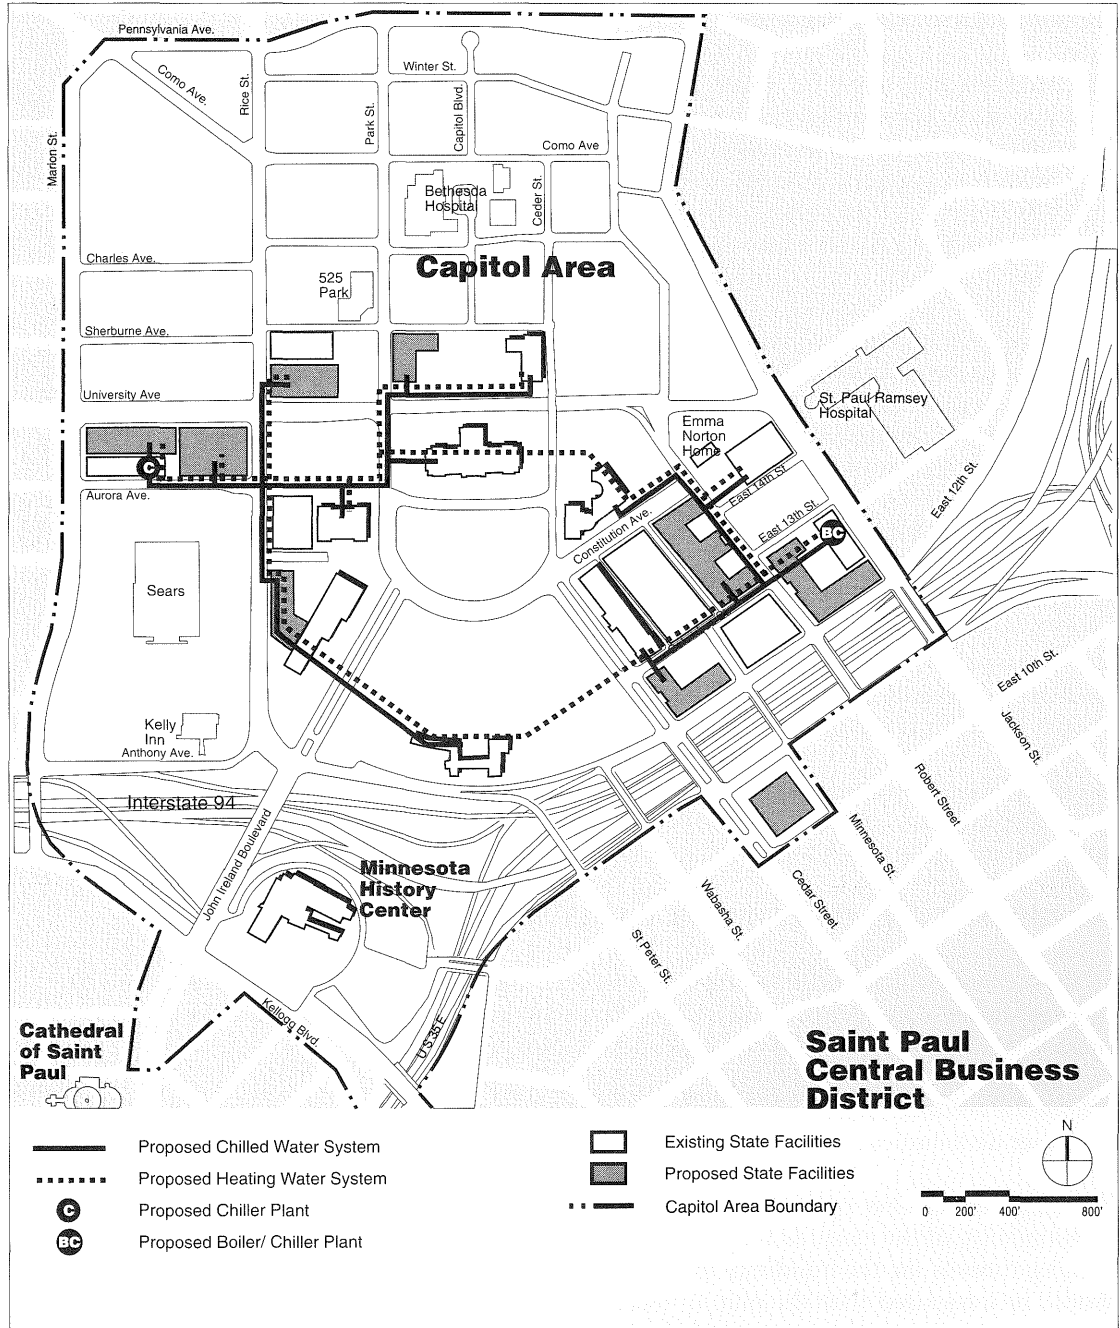 Pennsylvania Ave.
Como Ave.
Rice St.
Winter St.
Park St.
Capitol Blvd.
Como Ave
Marion St.
Bethesda
Hospital
Ceder St.
Charles Ave.
Capitol Area
525
Park
Sherburne Ave.
University Ave
St. Paul Ramsey
Hospital
Emma
Norton
Home
C
Aurora Ave.
East 14th St
East 12th St.
East 13th St.
BC
Constitution Ave.
Sears
East 10th St.
Kelly
Inn
Anthony Ave.
Jackson St.
Robert Street
Interstate 94
Minnesota St.
John Ireland Boulevard
Minnesota
History
Center
Cedar Street
Wabasha St.
St Peter St.
Kellogg Blvd.
U S 35 E
Cathedral
of Saint
Paul
Saint Paul
Central Business
District
Proposed Chilled Water System
Proposed Heating Water System
C Proposed Chiller Plant
BC Proposed Boiler/ Chiller Plant
Existing State Facilities
Proposed State Facilities
Capitol Area Boundary
N
0 200' 400' 800'